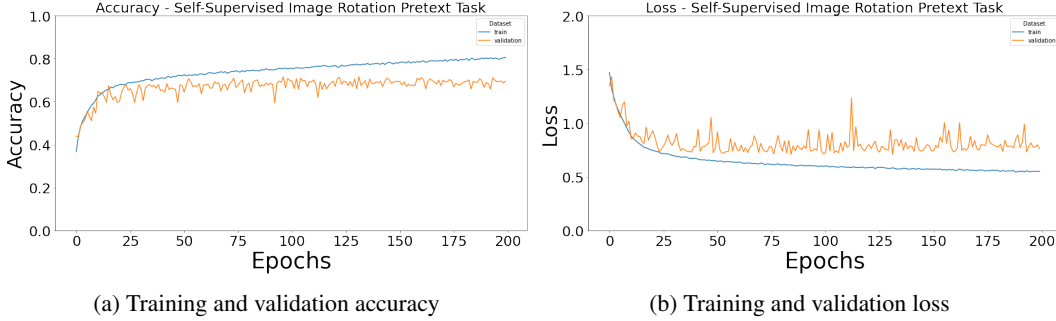 Accuracy - Self-Supervised Image Rotation Pretext Task
1.0
0.8
0.6
0.4
0.2
0.0
Accuracy
Dataset
train
validation
0 25 50 75 100 125 150 175 200
Epochs
(a) Training and validation accuracy
Loss - Self-Supervised Image Rotation Pretext Task
2.0
1.5
1.0
0.5
0.0
Loss
Dataset
train
validation
0 25 50 75 100 125 150 175 200
Epochs
(b) Training and validation loss